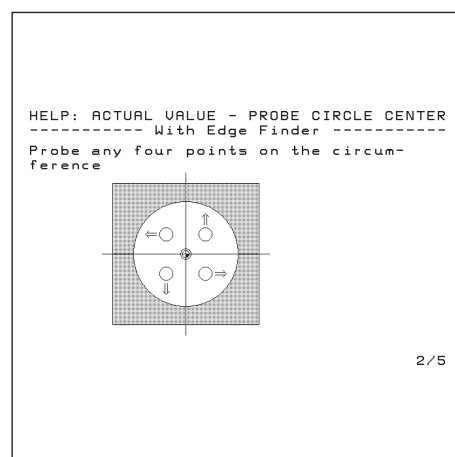 HELP: ACTUAL VALUE - PROBE CIRCLE CENTER
----------- With Edge Finder -----------
Probe any four points on the circum-
ference
2/5